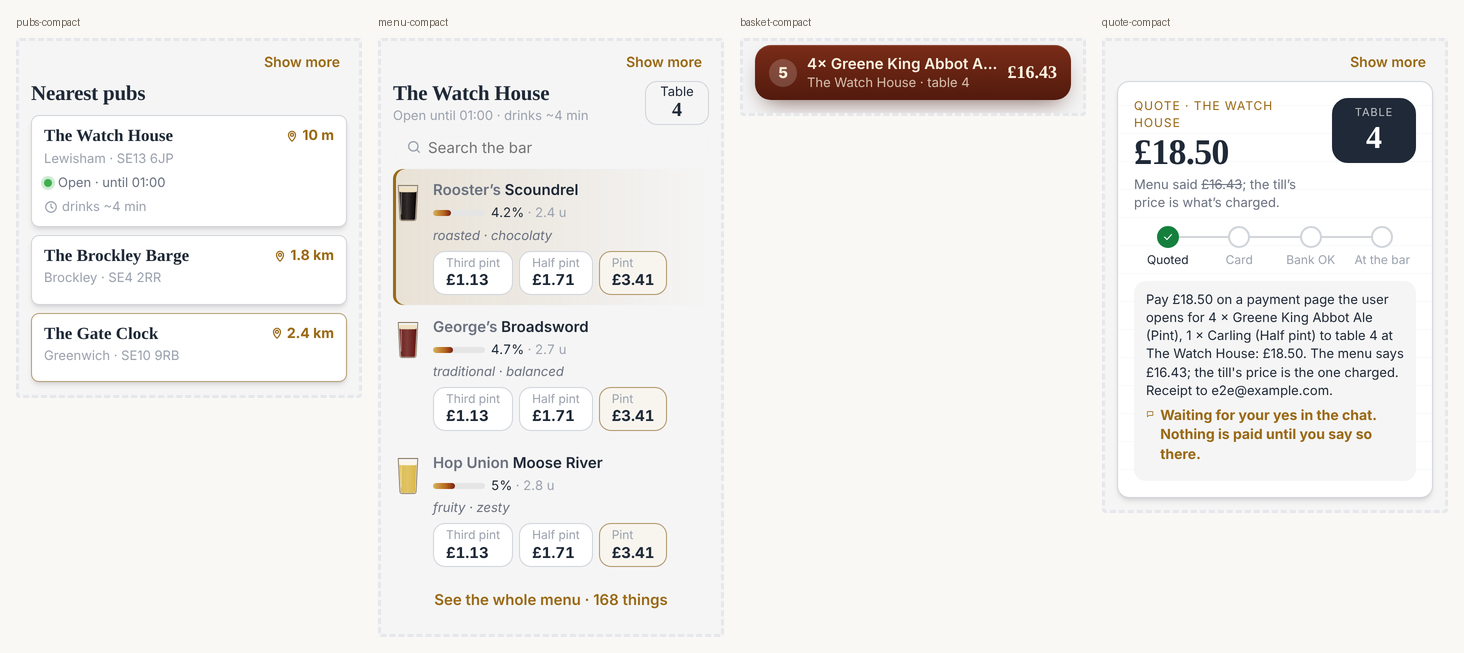 pubs-compact
Show more
Nearest pubs
The Watch House
10 m
Lewisham · SE13 6JP
Open · until 01:00
drinks ~4 min
The Brockley Barge
1.8 km
Brockley · SE4 2RR
The Gate Clock
2.4 km
Greenwich · SE10 9RB
menu-compact
Show more
The Watch House
Open until 01:00 · drinks ~4 min
Table
4
Search the bar
Rooster’s Scoundrel
4.2% · 2.4 u
roasted · chocolaty
Third pint
£1.13
Half pint
£1.71
Pint
£3.41
George’s Broadsword
4.7% · 2.7 u
traditional · balanced
Third pint
£1.13
Half pint
£1.71
Pint
£3.41
Hop Union Moose River
5% · 2.8 u
fruity · zesty
Third pint
£1.13
Half pint
£1.71
Pint
£3.41
See the whole menu · 168 things
basket-compact
5
4× Greene King Abbot A…
The Watch House · table 4
£16.43
quote-compact
Show more
QUOTE · THE WATCH
HOUSE
£18.50
Menu said £16.43; the till’s
price is what’s charged.
TABLE
4
Quoted
Card
Bank OK
At the bar
Pay £18.50 on a payment page the user
opens for 4 × Greene King Abbot Ale
(Pint), 1 × Carling (Half pint) to table 4 at
The Watch House: £18.50. The menu says
£16.43; the till's price is the one charged.
Receipt to e2e@example.com.
Waiting for your yes in the chat.
Nothing is paid until you say so
there.